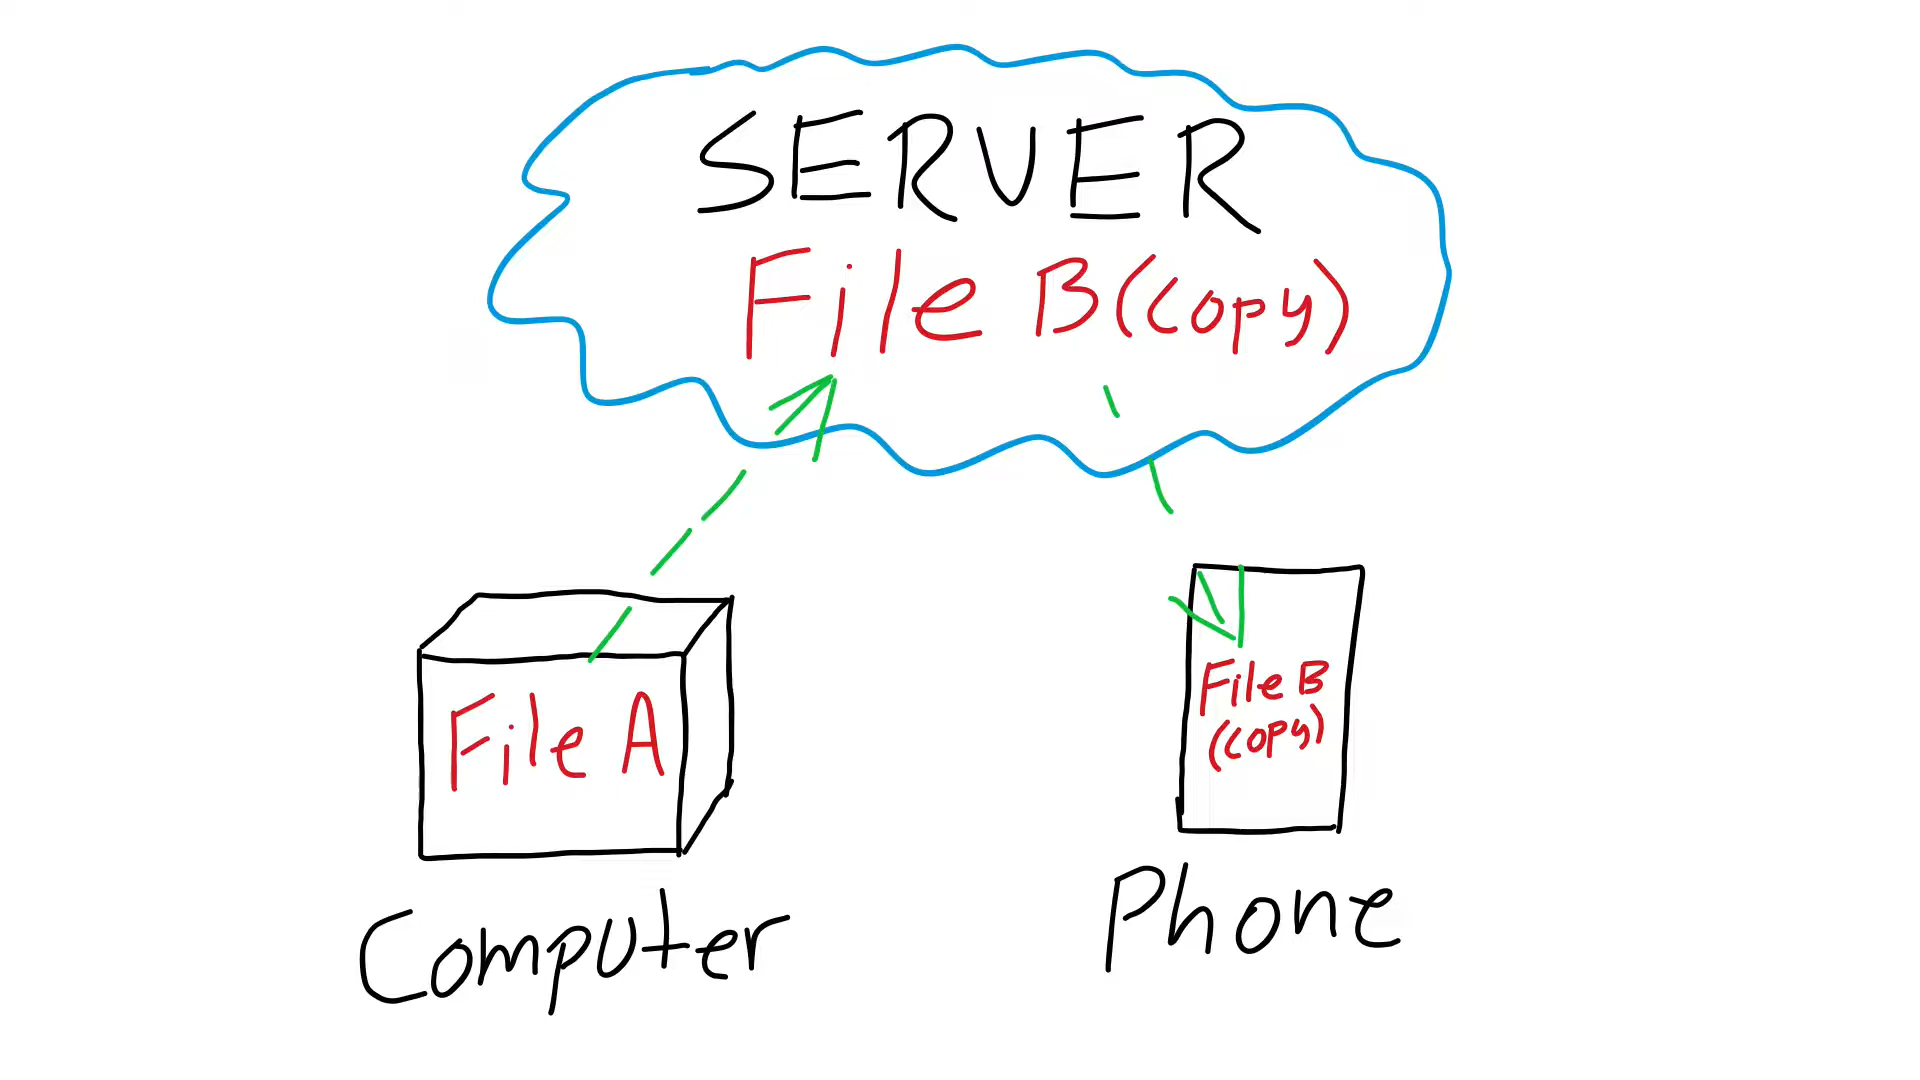 SERVER
File B (copy)
File A
File B
(copy)
Computer
Phone